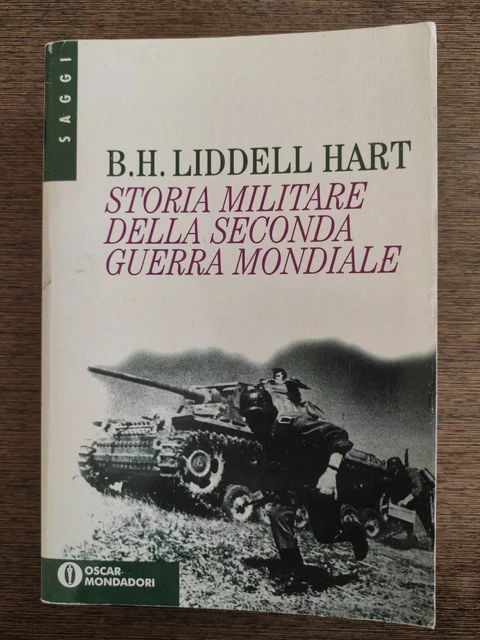 SAGGI
B.H. LIDDELL HART
STORIA MILITARE
DELLA SECONDA
GUERRA MONDIALE
OSCAR
MONDADORI